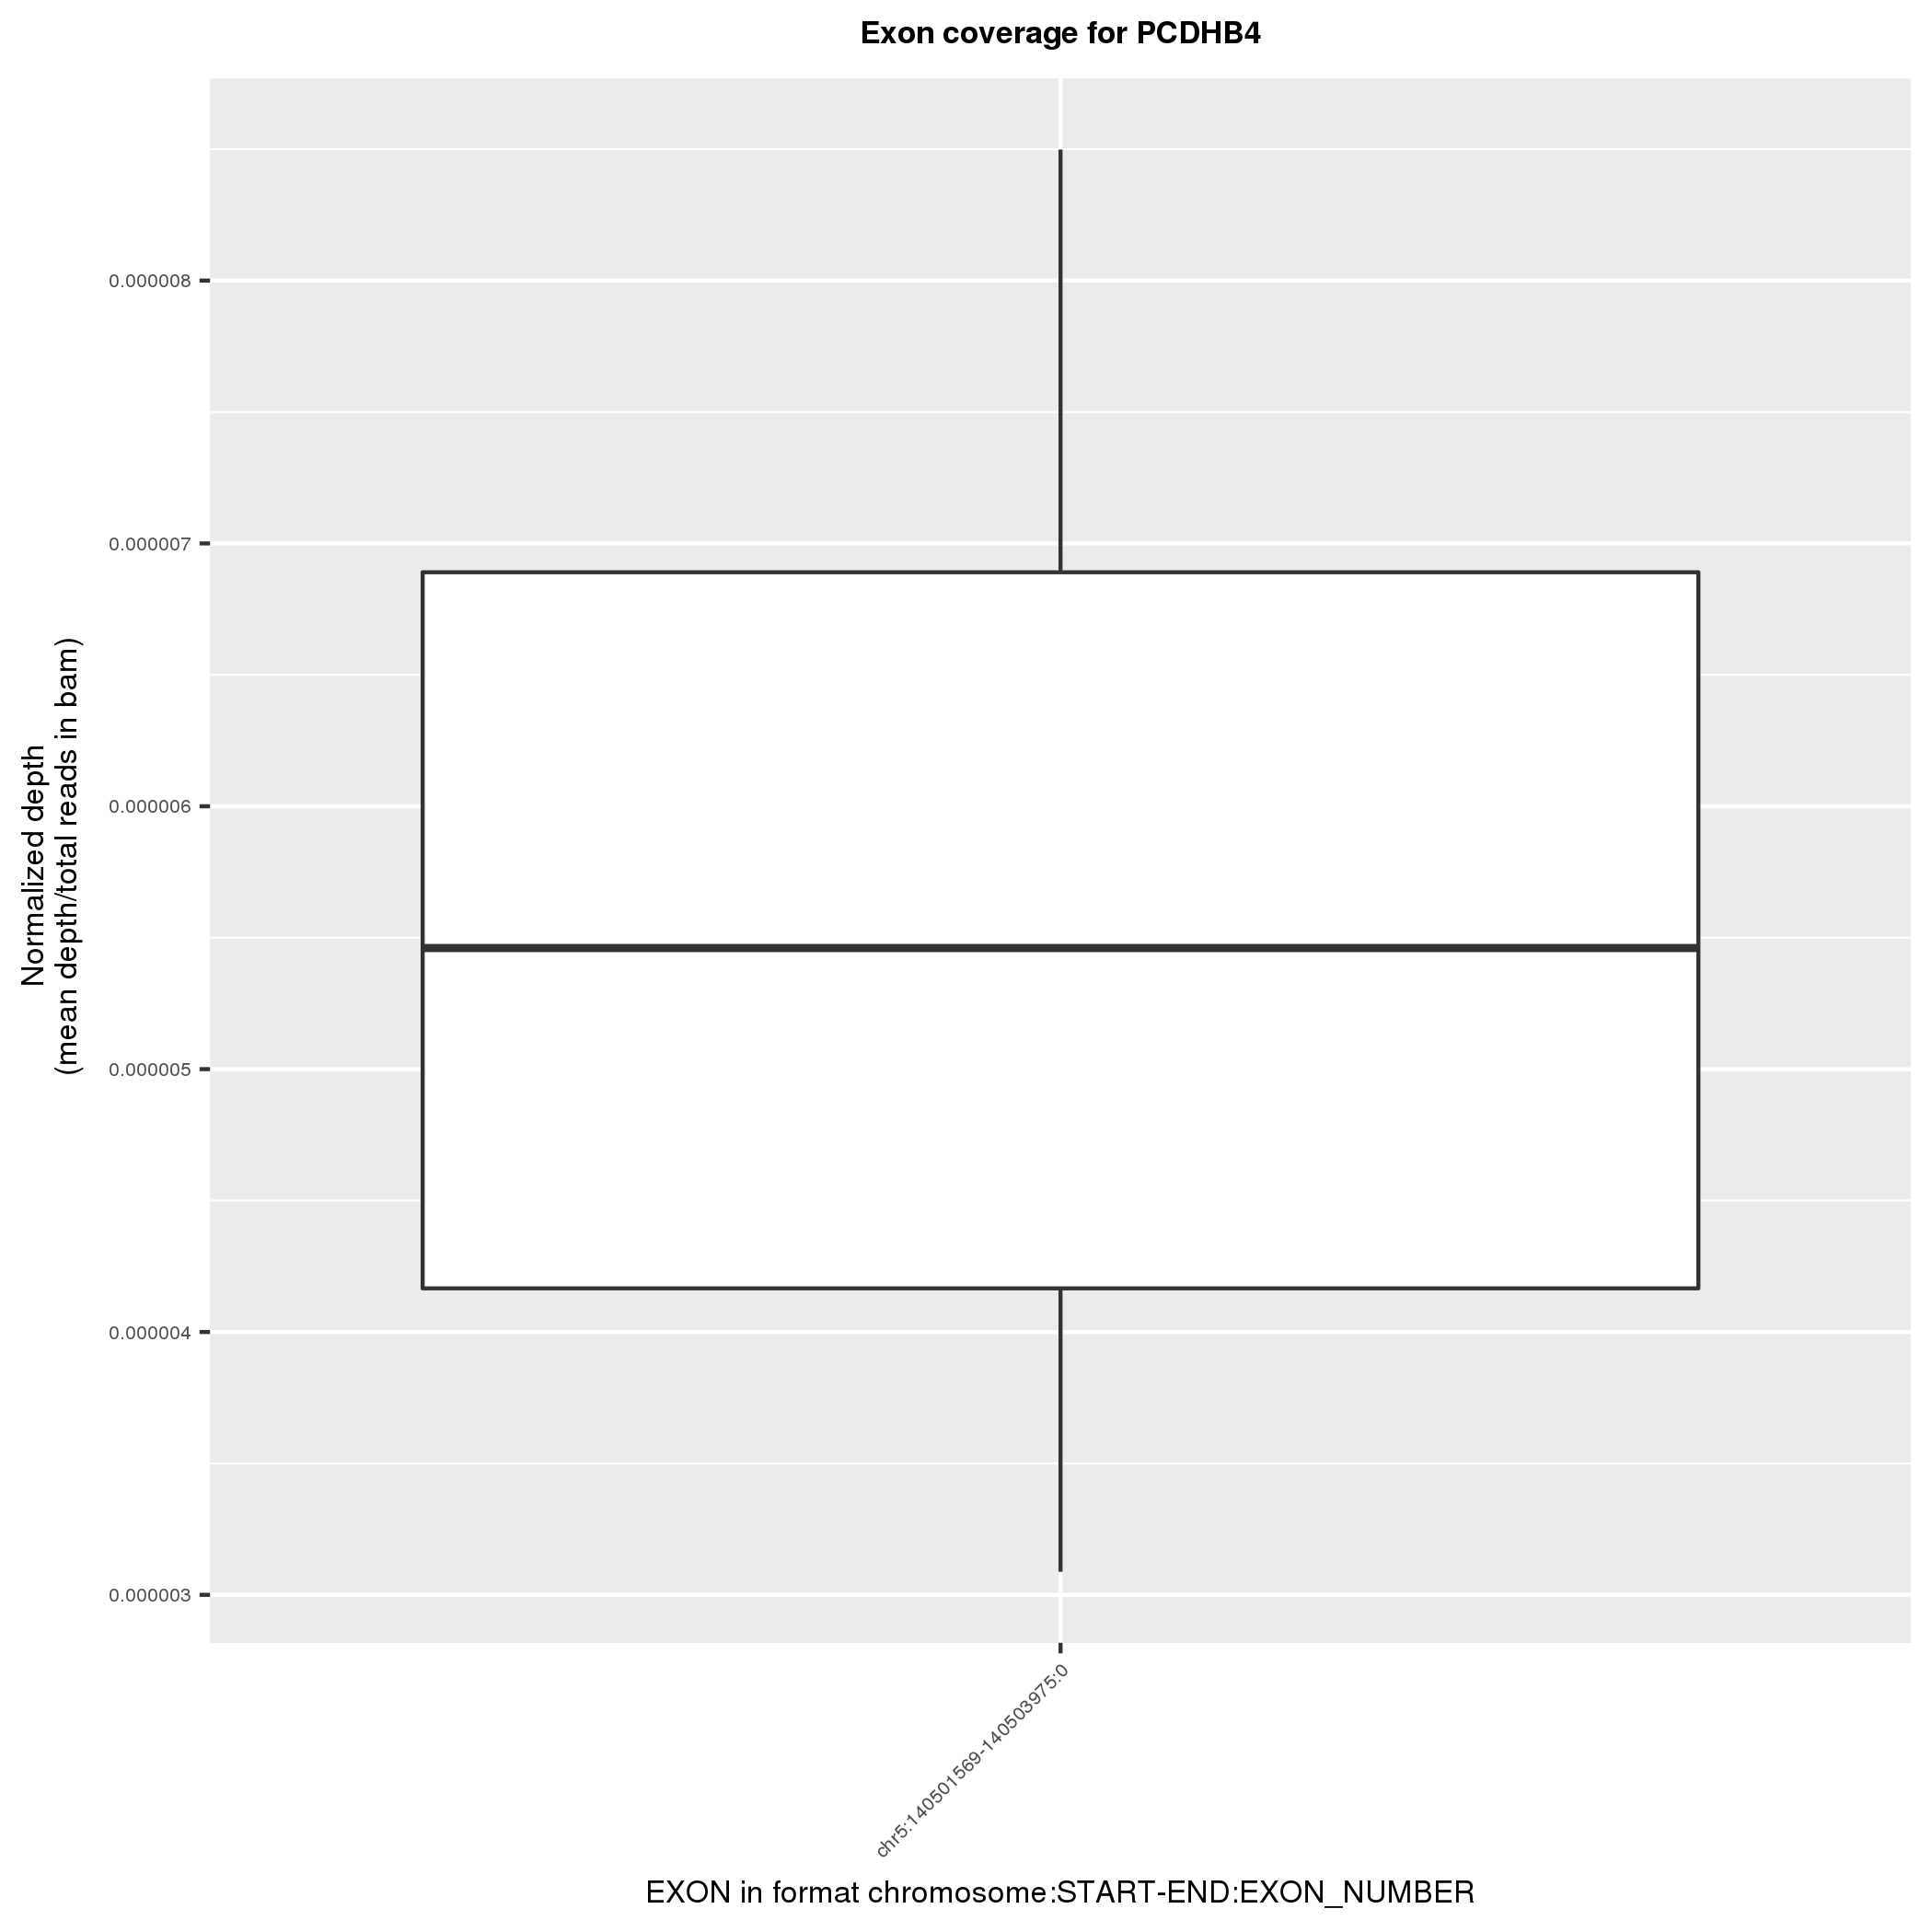 Exon coverage for PCDHB4
Normalized depth
(mean depth/total reads in bam)
0.000008
0.000007
0.000006
0.000005
0.000004
0.000003
chr5:140501569-140503975:0
EXON in format chromosome:START-END:EXON_NUMBER